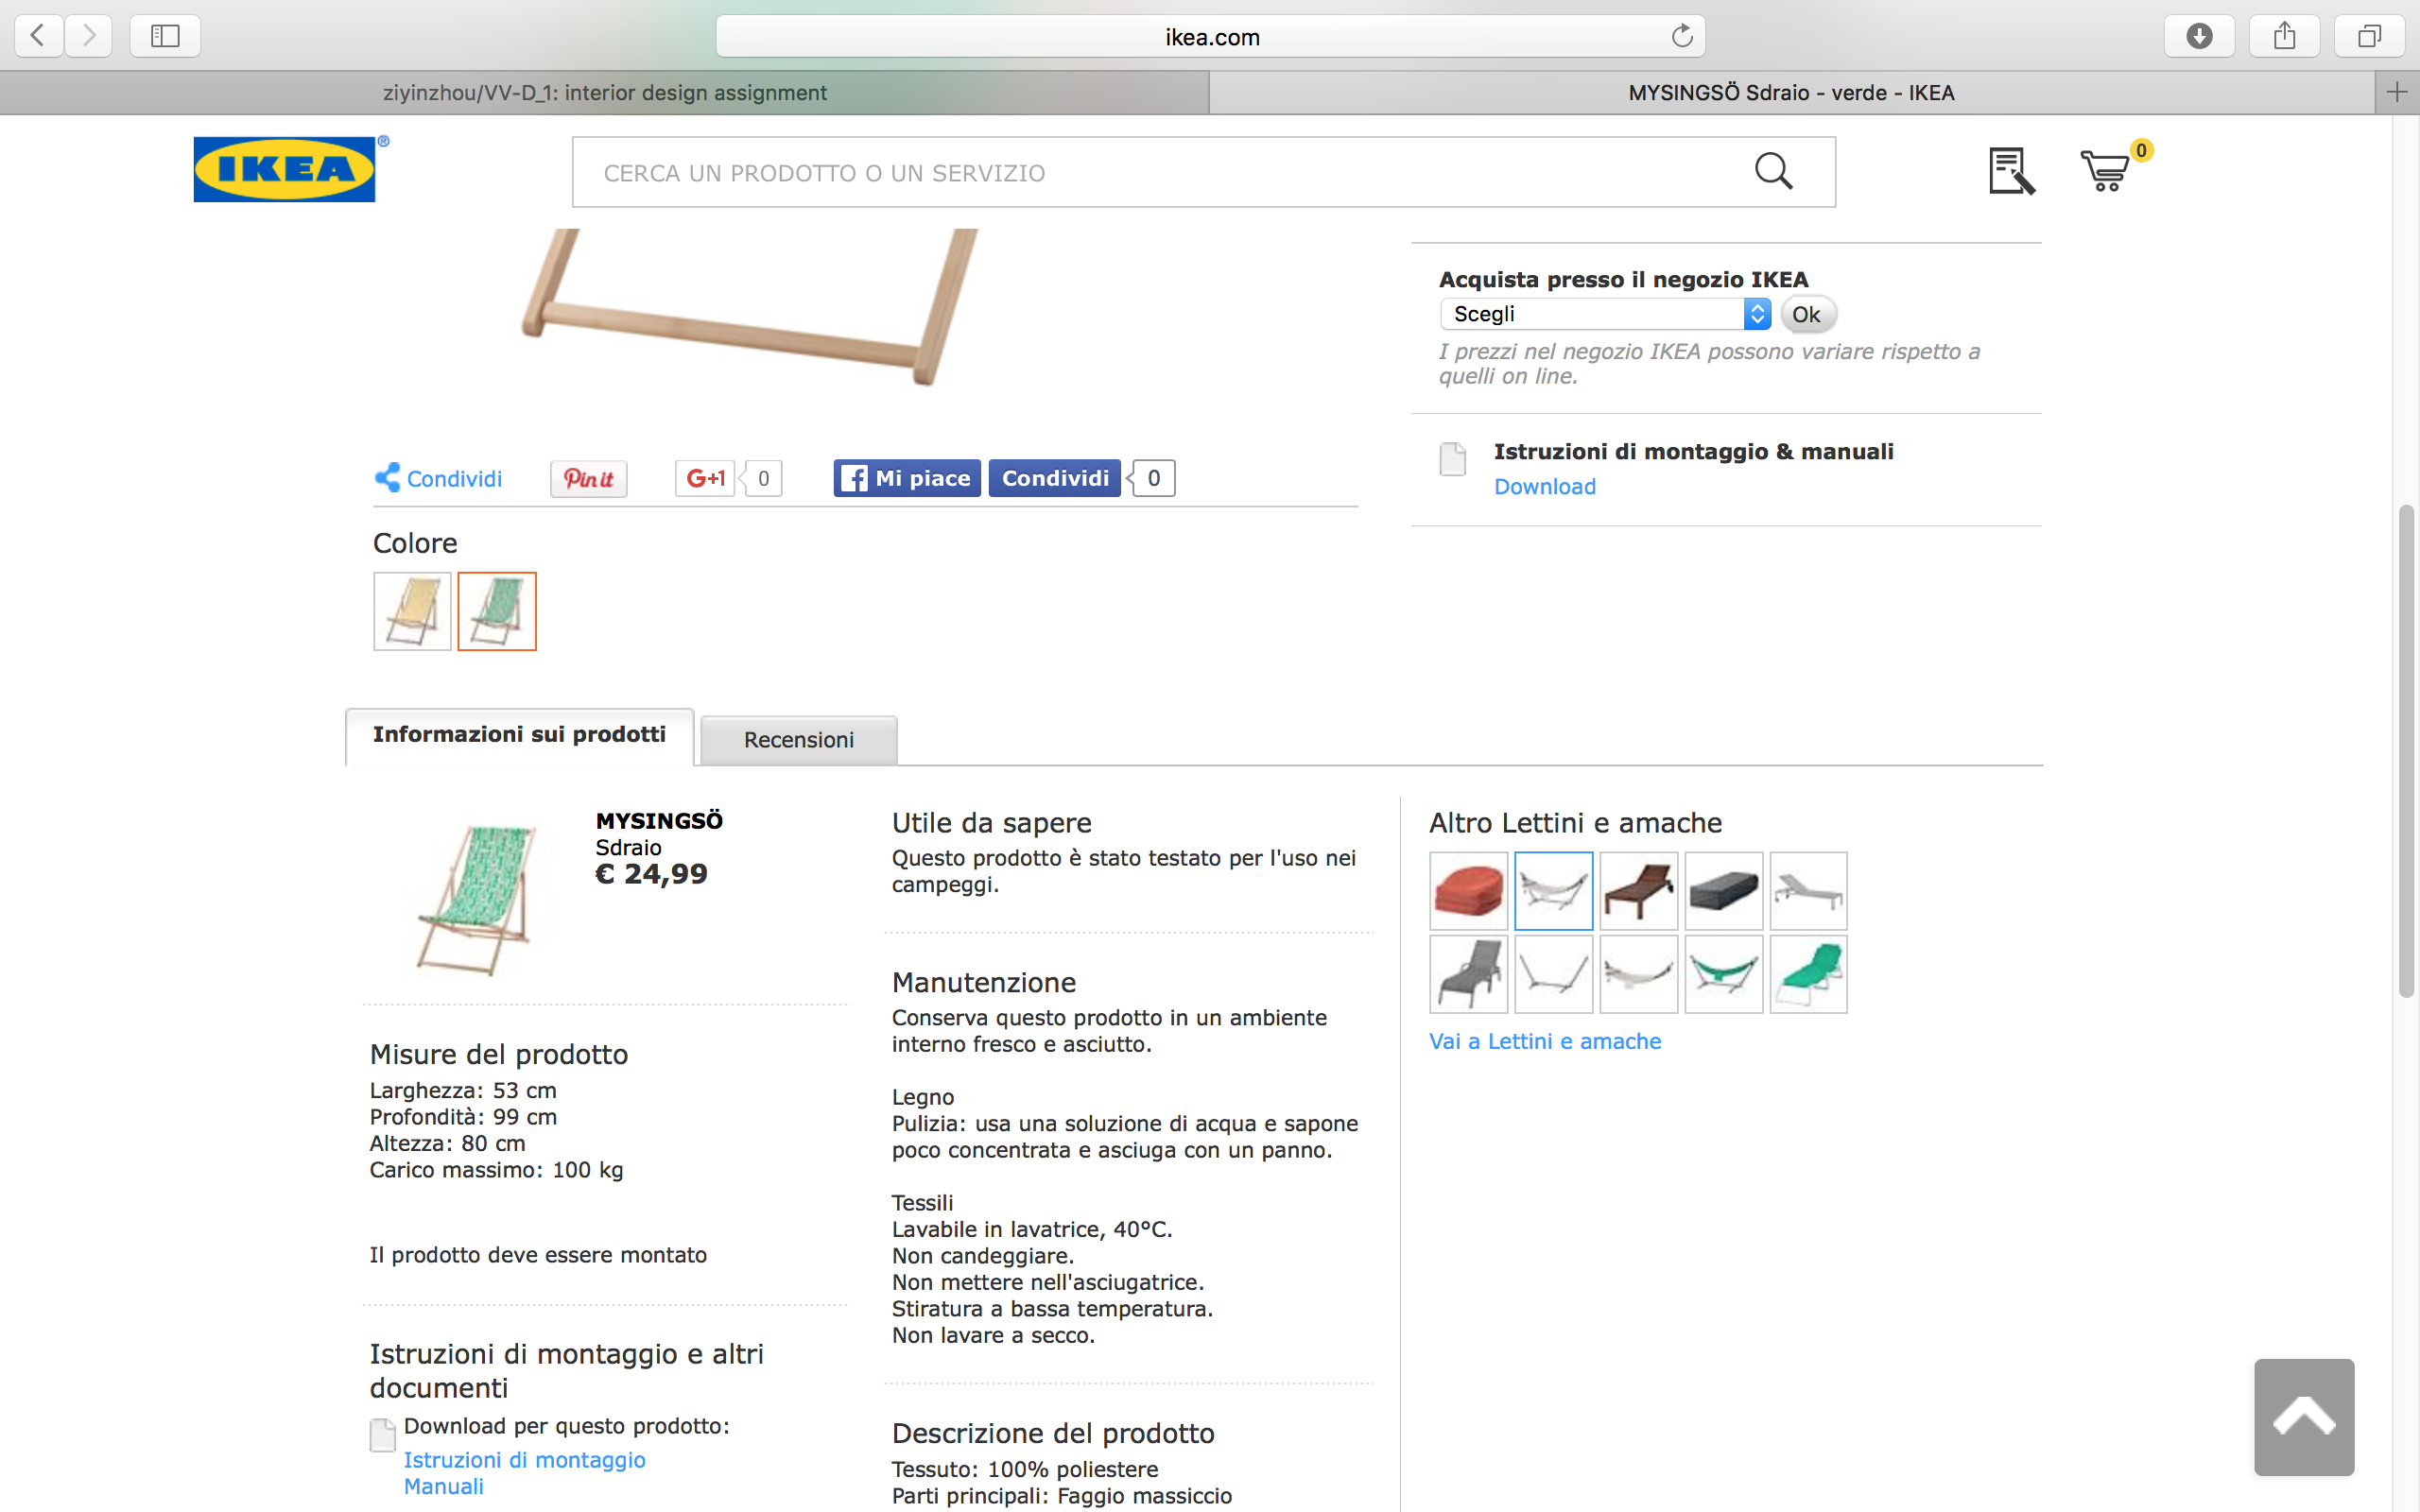 ikea.com
ziyinzhou/VV-D_1: interior design assignment
MYSINGSÖ Sdraio - verde - IKEA
IKEA ®
CERCA UN PRODOTTO O UN SERVIZIO
0
Acquista presso il negozio IKEA
Scegli
Ok
I prezzi nel negozio IKEA possono variare rispetto a
quelli on line.
Istruzioni di montaggio & manuali
Download
Condividi
Pin it
G+1
0
Mi piace
Condividi
0
Colore
Informazioni sui prodotti
Recensioni
MYSINGSÖ
Sdraio
€ 24,99
Misure del prodotto
Larghezza: 53 cm
Profondità: 99 cm
Altezza: 80 cm
Carico massimo: 100 kg
Il prodotto deve essere montato
Istruzioni di montaggio e altri
documenti
Download per questo prodotto:
Istruzioni di montaggio
Manuali
Utile da sapere
Questo prodotto è stato testato per l'uso nei
campeggi.
Manutenzione
Conserva questo prodotto in un ambiente
interno fresco e asciutto.
Legno
Pulizia: usa una soluzione di acqua e sapone
poco concentrata e asciuga con un panno.
Tessili
Lavabile in lavatrice, 40°C.
Non candeggiare.
Non mettere nell'asciugatrice.
Stiratura a bassa temperatura.
Non lavare a secco.
Descrizione del prodotto
Tessuto: 100% poliestere
Parti principali: Faggio massiccio
Altro Lettini e amache
Vai a Lettini e amache